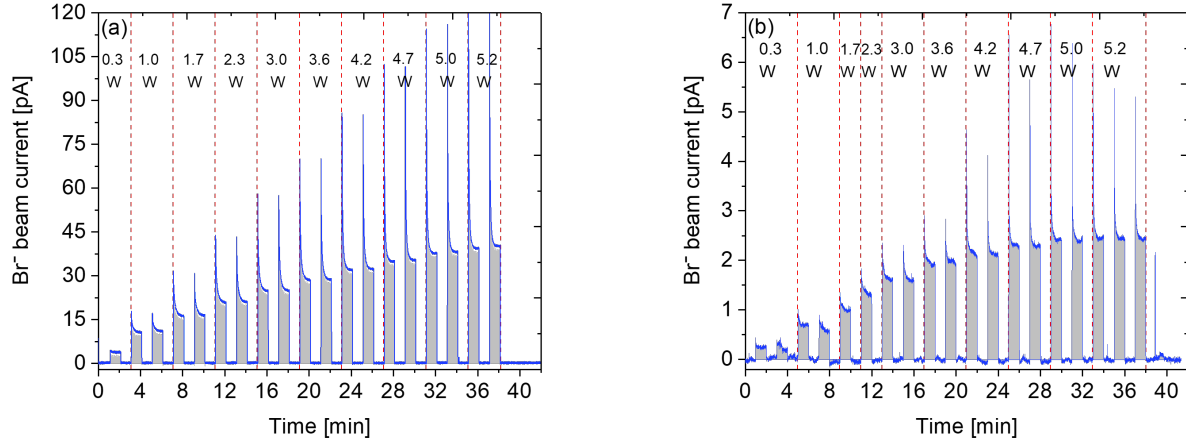 (a)
Br⁻ beam current [pA]
120
105
90
75
60
45
30
15
0
0.3 1.0 1.7 2.3 3.0 3.6 4.2 4.7 5.0 5.2
W W W W W W W W W W
0 4 8 12 16 20 24 28 32 36 40
Time [min]
(b)
Br⁻ beam current [pA]
7
6
5
4
3
2
1
0
0.3 1.0 1.7 2.3 3.0 3.6 4.2 4.7 5.0 5.2
W W W W W W W W W W
0 4 8 12 16 20 24 28 32 36 40
Time [min]